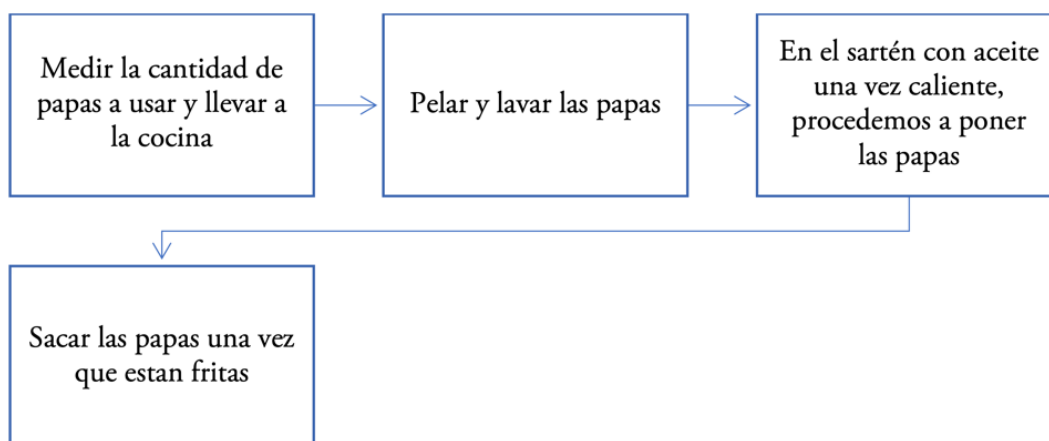 Medir la cantidad de
papas a usar y llevar a
la cocina
Pelar y lavar las papas
En el sartén con aceite
una vez caliente,
procedemos a poner
las papas
Sacar las papas una vez
que estan fritas